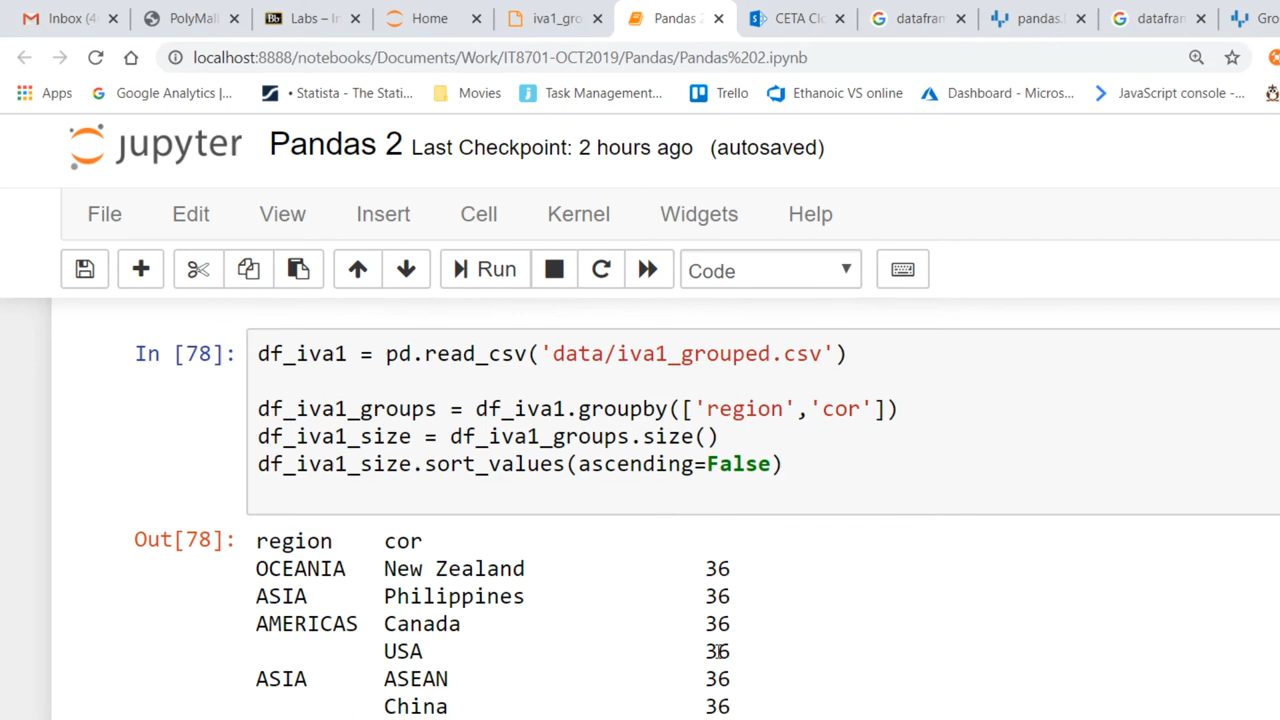 Inbox (4 PolyMall Labs – In Home iva1_gro Pandas 2 CETA Clo datafran pandas. datafran Gro
localhost:8888/notebooks/Documents/Work/IT8701-OCT2019/Pandas/Pandas%202.ipynb
Apps Google Analytics |... • Statista - The Stati... Movies Task Management... Trello Ethanoic VS online Dashboard - Micros... JavaScript console -...
jupyter Pandas 2 Last Checkpoint: 2 hours ago (autosaved)
File Edit View Insert Cell Kernel Widgets Help
Run Code
In [78]: df_iva1 = pd.read_csv('data/iva1_grouped.csv')
df_iva1_groups = df_iva1.groupby(['region','cor'])
df_iva1_size = df_iva1_groups.size()
df_iva1_size.sort_values(ascending=False)
Out[78]: region cor
OCEANIA New Zealand 36
ASIA Philippines 36
AMERICAS Canada 36
USA 36
ASIA ASEAN 36
China 36